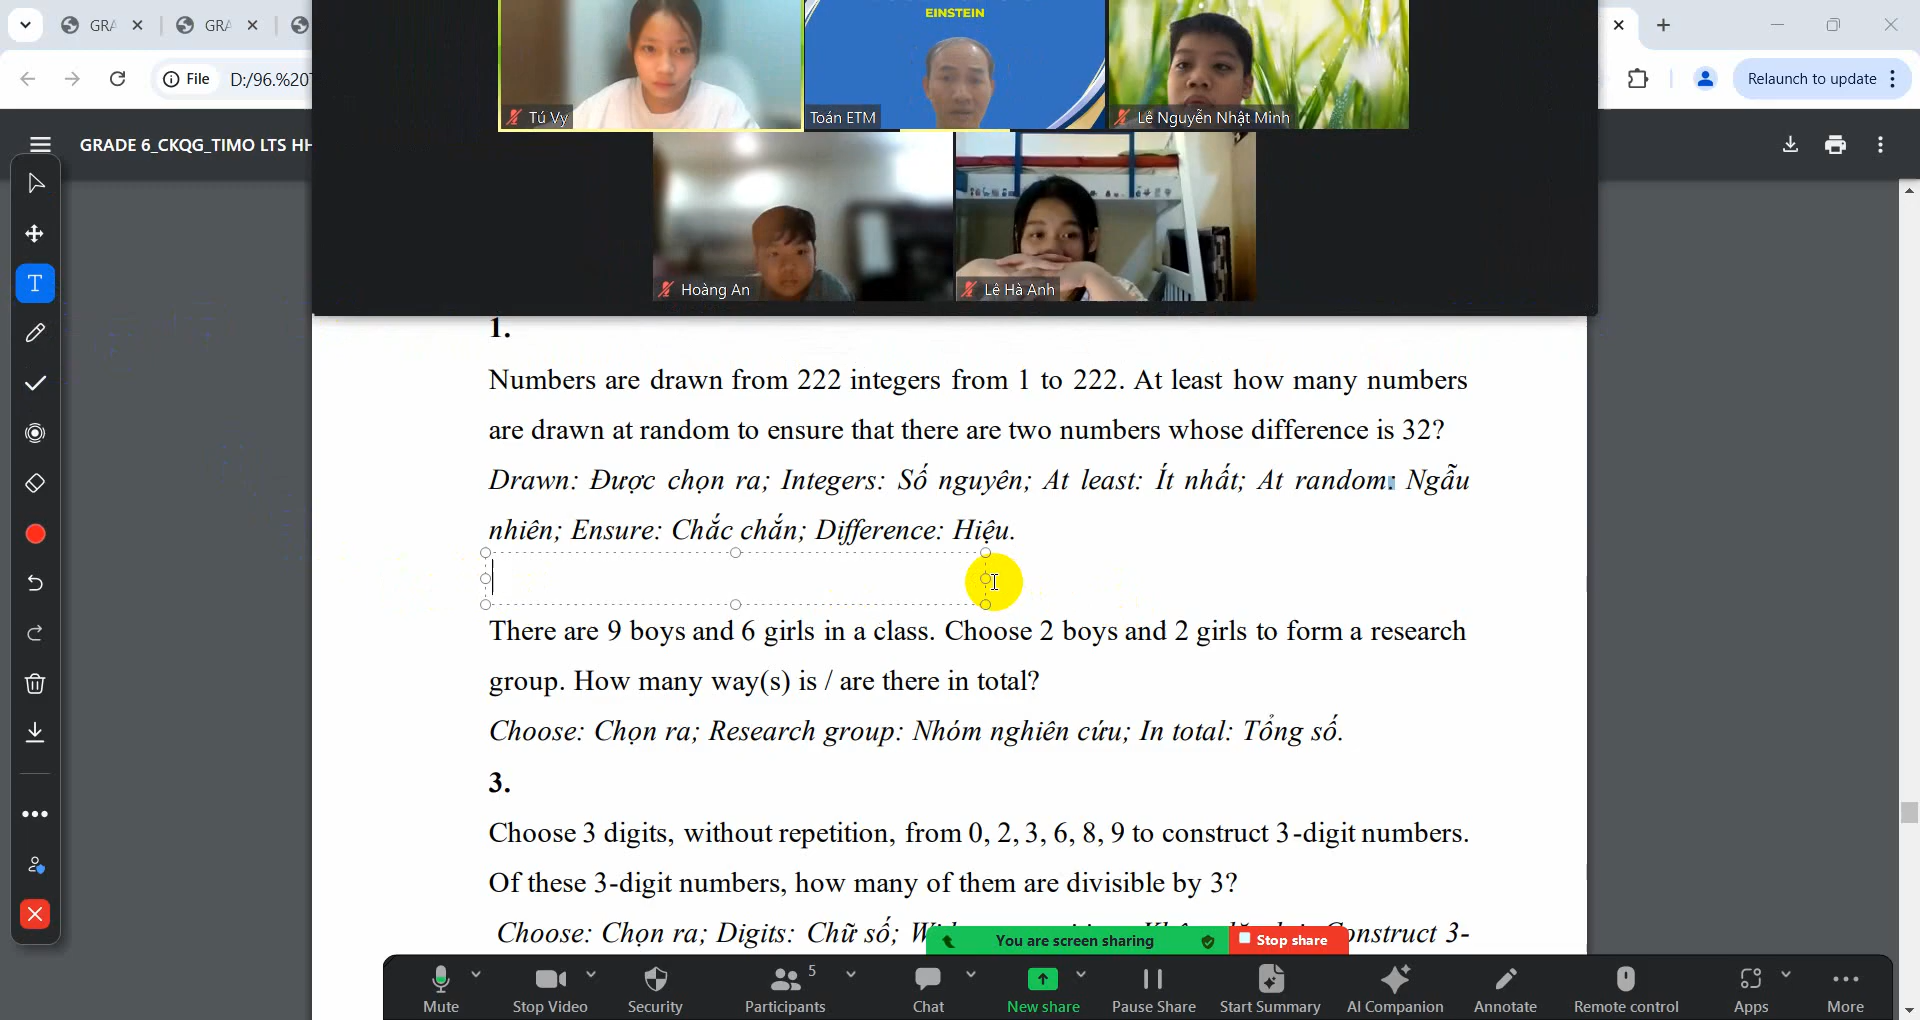 GRA
GRA
File
D:/96.%20
Relaunch to update
GRADE 6_CKQG_TIMO LTS HH
EINSTEIN
Tú Vy
Toán ETM
Lê Nguyễn Nhật Minh
Hoàng An
Lê Hà Anh
1.
Numbers are drawn from 222 integers from 1 to 222. At least how many numbers
are drawn at random to ensure that there are two numbers whose difference is 32?
Drawn: Được chọn ra; Integers: Số nguyên; At least: Ít nhất; At random: Ngẫu
nhiên; Ensure: Chắc chắn; Difference: Hiệu.
There are 9 boys and 6 girls in a class. Choose 2 boys and 2 girls to form a research
group. How many way(s) is / are there in total?
Choose: Chọn ra; Research group: Nhóm nghiên cứu; In total: Tổng số.
3.
Choose 3 digits, without repetition, from 0, 2, 3, 6, 8, 9 to construct 3-digit numbers.
Of these 3-digit numbers, how many of them are divisible by 3?
Choose: Chọn ra; Digits: Chữ số; Construct 3-
You are screen sharing
Stop share
Mute
Stop Video
Security
Participants
5
Chat
New share
Pause Share
Start Summary
AI Companion
Annotate
Remote control
Apps
More